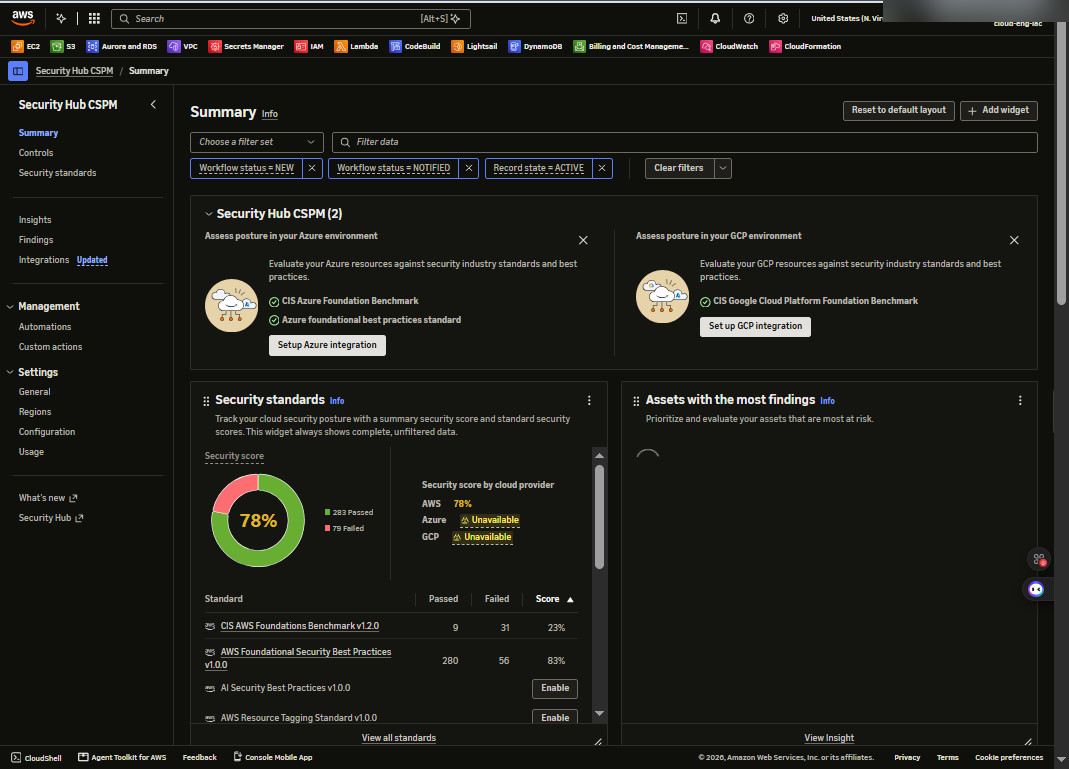 aws
Search
[Alt+S]
United States (N. Vir
cloud-eng-lac
EC2
S3
Aurora and RDS
VPC
Secrets Manager
IAM
Lambda
CodeBuild
Lightsail
DynamoDB
Billing and Cost Manageme...
CloudWatch
CloudFormation
Security Hub CSPM / Summary
Security Hub CSPM
Summary
Controls
Security standards
Insights
Findings
Integrations Updated
Management
Automations
Custom actions
Settings
General
Regions
Configuration
Usage
What's new
Security Hub
Summary Info
Reset to default layout
Add widget
Choose a filter set
Filter data
Workflow status = NEW
Workflow status = NOTIFIED
Record state = ACTIVE
Clear filters
Security Hub CSPM (2)
Assess posture in your Azure environment
Evaluate your Azure resources against security industry standards and best
practices.
CIS Azure Foundation Benchmark
Azure foundational best practices standard
Setup Azure integration
Assess posture in your GCP environment
Evaluate your GCP resources against security industry standards and best
practices.
CIS Google Cloud Platform Foundation Benchmark
Set up GCP integration
Security standards Info
Track your cloud security posture with a summary security score and standard security
scores. This widget always shows complete, unfiltered data.
Security score
78%
283 Passed
79 Failed
Security score by cloud provider
AWS 78%
Azure Unavailable
GCP Unavailable
Standard Passed Failed Score
CIS AWS Foundations Benchmark v1.2.0 9 31 23%
AWS Foundational Security Best Practices
v1.0.0 280 56 83%
AI Security Best Practices v1.0.0 Enable
AWS Resource Tagging Standard v1.0.0 Enable
View all standards
Assets with the most findings Info
Prioritize and evaluate your assets that are most at risk.
View Insight
CloudShell
Agent Toolkit for AWS
Feedback
Console Mobile App
© 2026, Amazon Web Services, Inc. or its affiliates.
Privacy
Terms
Cookie preferences